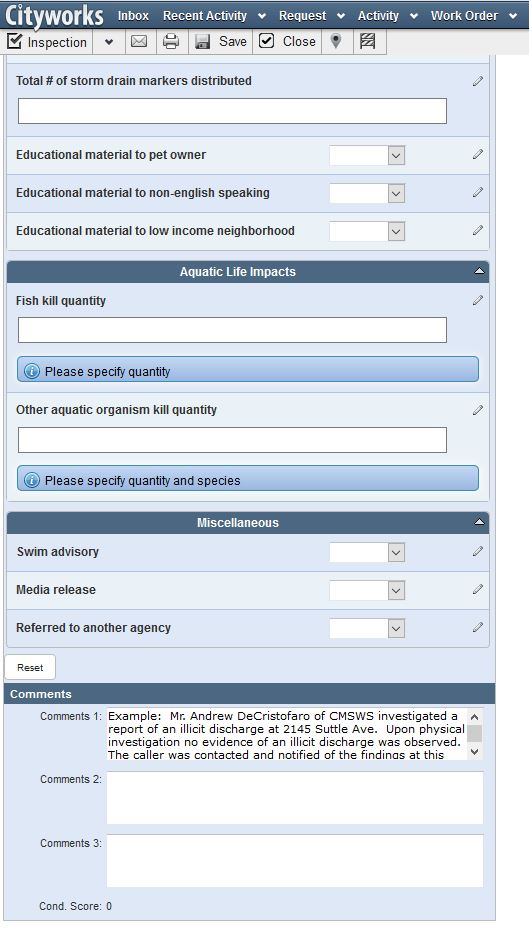 Cityworks Inbox Recent Activity Request Activity Work Order
Inspection Save Close
Total # of storm drain markers distributed
Educational material to pet owner
Educational material to non-english speaking
Educational material to low income neighborhood
Aquatic Life Impacts
Fish kill quantity
Please specify quantity
Other aquatic organism kill quantity
Please specify quantity and species
Miscellaneous
Swim advisory
Media release
Referred to another agency
Reset
Comments
Comments 1: Example: Mr. Andrew DeCristofaro of CMSWS investigated a
report of an illicit discharge at 2145 Suttle Ave. Upon physical
investigation no evidence of an illicit discharge was observed.
The caller was contacted and notified of the findings at this
Comments 2:
Comments 3:
Cond. Score: 0